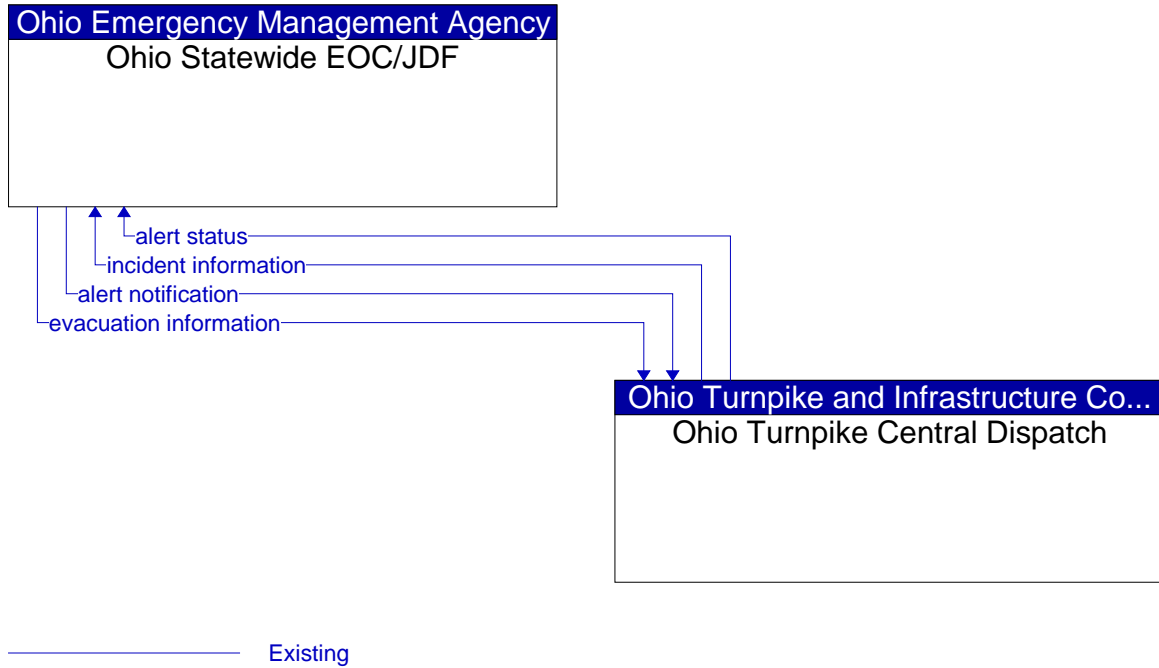 Ohio Emergency Management Agency
Ohio Statewide EOC/JDF
alert status
incident information
alert notification
evacuation information
Ohio Turnpike and Infrastructure Co...
Ohio Turnpike Central Dispatch
Existing